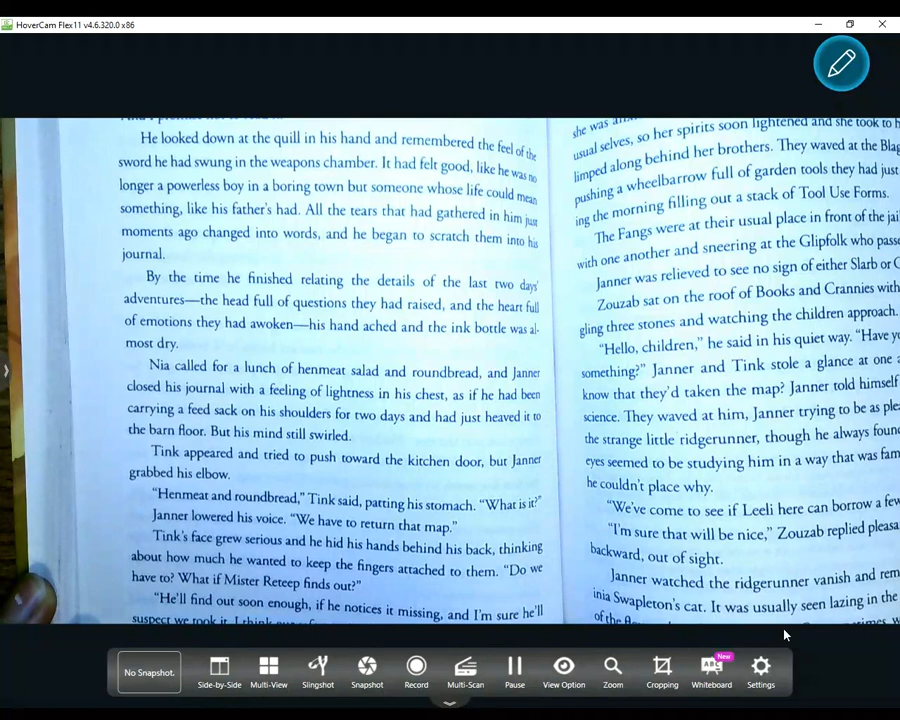 HoverCam Flex11 v4.6.320.0 x86
He looked down at the quill in his hand and remembered the feel of the
sword he had swung in the weapons chamber. It had felt good, like he was no
longer a powerless boy in a boring town but someone whose life could mean
something, like his father's had. All the tears that had gathered in him just
moments ago changed into words, and he began to scratch them into his
journal.
By the time he finished relating the details of the last two days'
adventures—the head full of questions they had raised, and the heart full
of emotions they had awoken—his hand ached and the ink bottle was al-
most dry.
Nia called for a lunch of henmeat salad and roundbread, and Janner
closed his journal with a feeling of lightness in his chest, as if he had been
carrying a feed sack on his shoulders for two days and had just heaved it to
the barn floor. But his mind still swirled.
Tink appeared and tried to push toward the kitchen door, but Janner
grabbed his elbow.
"Henmeat and roundbread," Tink said, patting his stomach. "What is it?"
Janner lowered his voice. "We have to return that map."
Tink's face grew serious and he hid his hands behind his back, thinking
about how much he wanted to keep the fingers attached to them. "Do we
have to? What if Mister Reteep finds out?"
"He'll find out soon enough, if he notices it missing, and I'm sure he'll
suspect we took it. I think
she was
usual selves, so her spirits soon lightened and she took to
limped along behind her brothers. They waved at the
pushing a wheelbarrow full of garden tools they had just
ing the morning filling out a stack of Tool Use Forms.
The Fangs were at their usual place in front of the
with one another and sneering at the Glipfolk who
Janner was relieved to see no sign of either Slarb or
Zouzab sat on the roof of Books and Crannies with
gling three stones and watching the children approach.
"Hello, children," he said in his quiet way. "Have
something?" Janner and Tink stole a glance at one
know that they'd taken the map? Janner told himself
science. They waved at him, Janner trying to be as
the strange little ridgerunner, though he always
eyes seemed to be studying him in a way that was
he couldn't place why.
"We've come to see if Leeli here can borrow a few
"I'm sure that will be nice," Zouzab replied
backward, out of sight.
Janner watched the ridgerunner vanish and
inia Swapleton's cat. It was usually seen lazing in the
of the
No Snapshot.
Side-by-Side
Multi-View
Slingshot
Snapshot
Record
Multi-Scan
Pause
View Option
Zoom
Cropping
New
ABC
Whiteboard
Settings